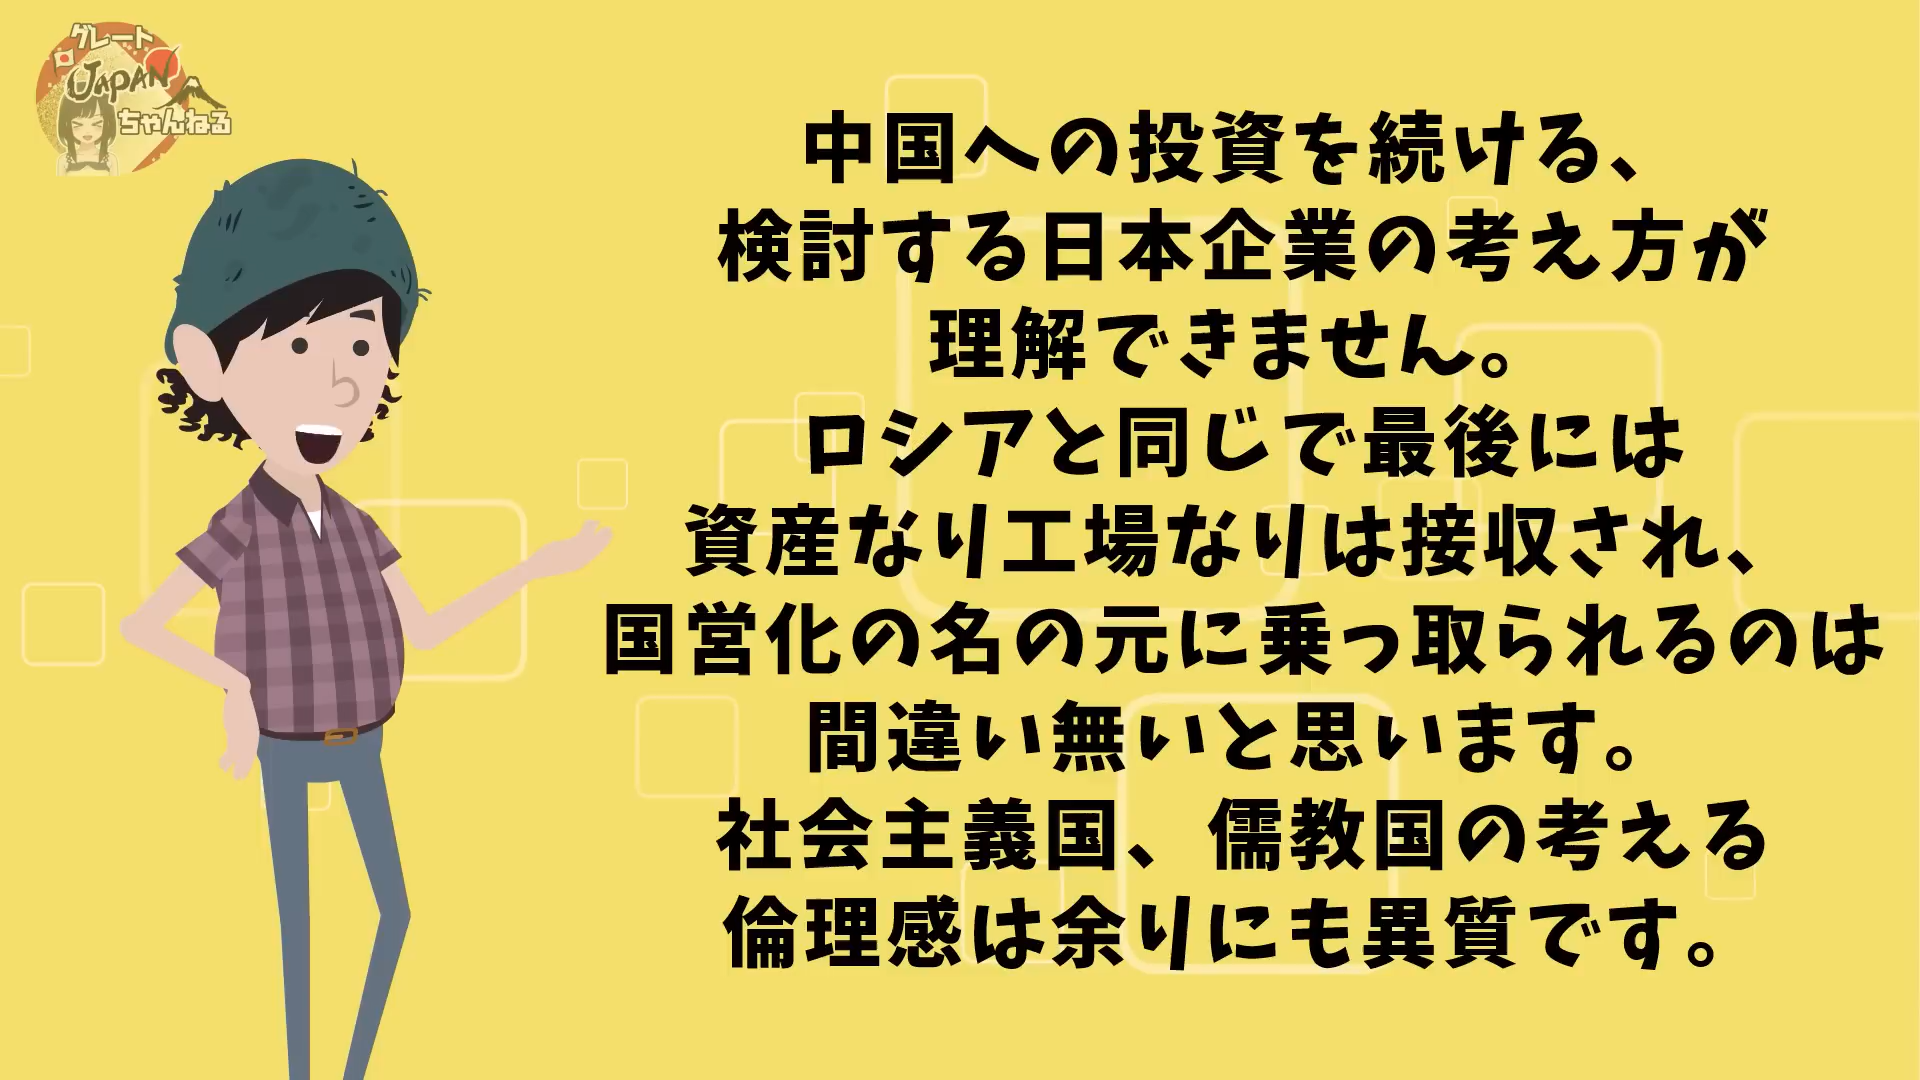 グレート
JAPAN
ちゃんねる
中国への投資を続ける、
検討する日本企業の考え方が
理解できません。
ロシアと同じで最後には
資産なり工場なりは接収され、
国営化の名の元に乗っ取られるのは
間違い無いと思います。
社会主義国、儒教国の考える
倫理感は余りにも異質です。